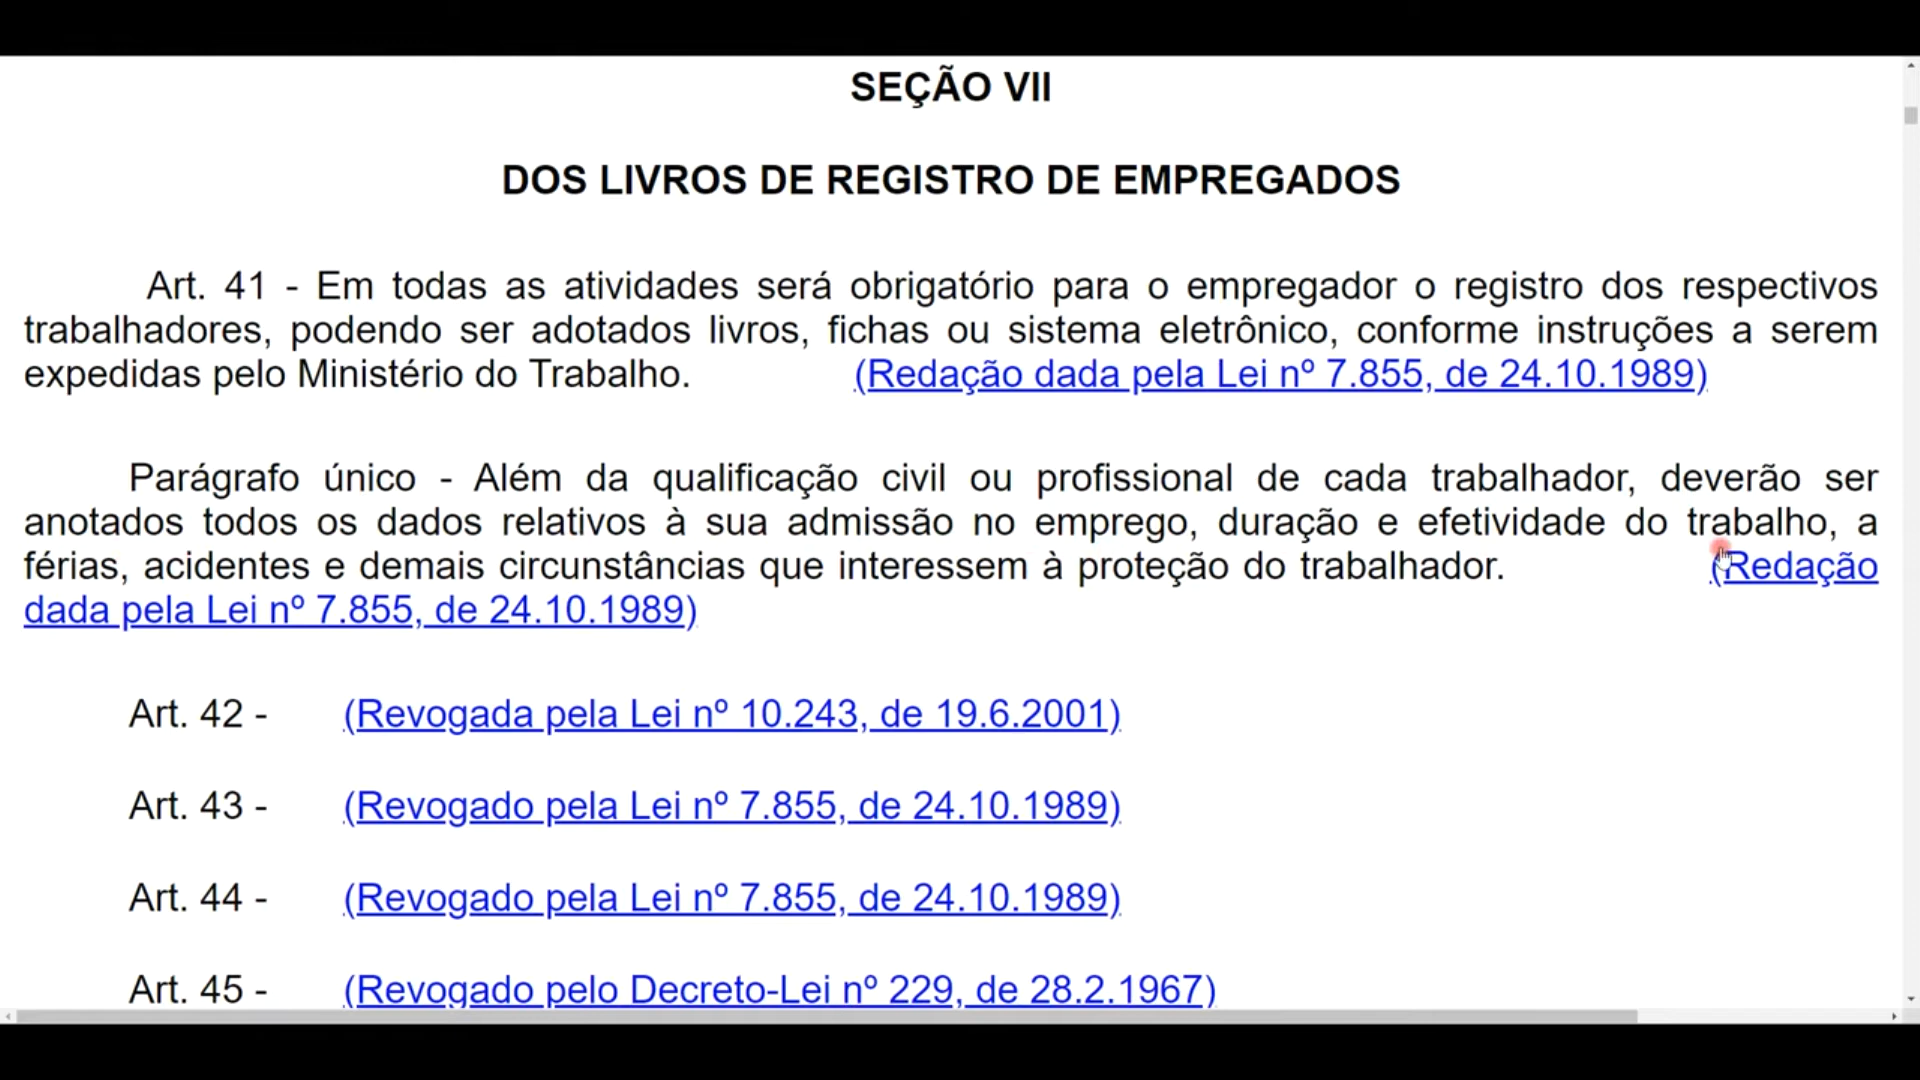 SEÇÃO VII
DOS LIVROS DE REGISTRO DE EMPREGADOS
Art. 41 - Em todas as atividades será obrigatório para o empregador o registro dos respectivos
trabalhadores, podendo ser adotados livros, fichas ou sistema eletrônico, conforme instruções a serem
expedidas pelo Ministério do Trabalho. (Redação dada pela Lei nº 7.855, de 24.10.1989)
Parágrafo único - Além da qualificação civil ou profissional de cada trabalhador, deverão ser
anotados todos os dados relativos à sua admissão no emprego, duração e efetividade do trabalho, a
férias, acidentes e demais circunstâncias que interessem à proteção do trabalhador. (Redação
dada pela Lei nº 7.855, de 24.10.1989)
Art. 42 - (Revogada pela Lei nº 10.243, de 19.6.2001)
Art. 43 - (Revogado pela Lei nº 7.855, de 24.10.1989)
Art. 44 - (Revogado pela Lei nº 7.855, de 24.10.1989)
Art. 45 - (Revogado pelo Decreto-Lei nº 229, de 28.2.1967)